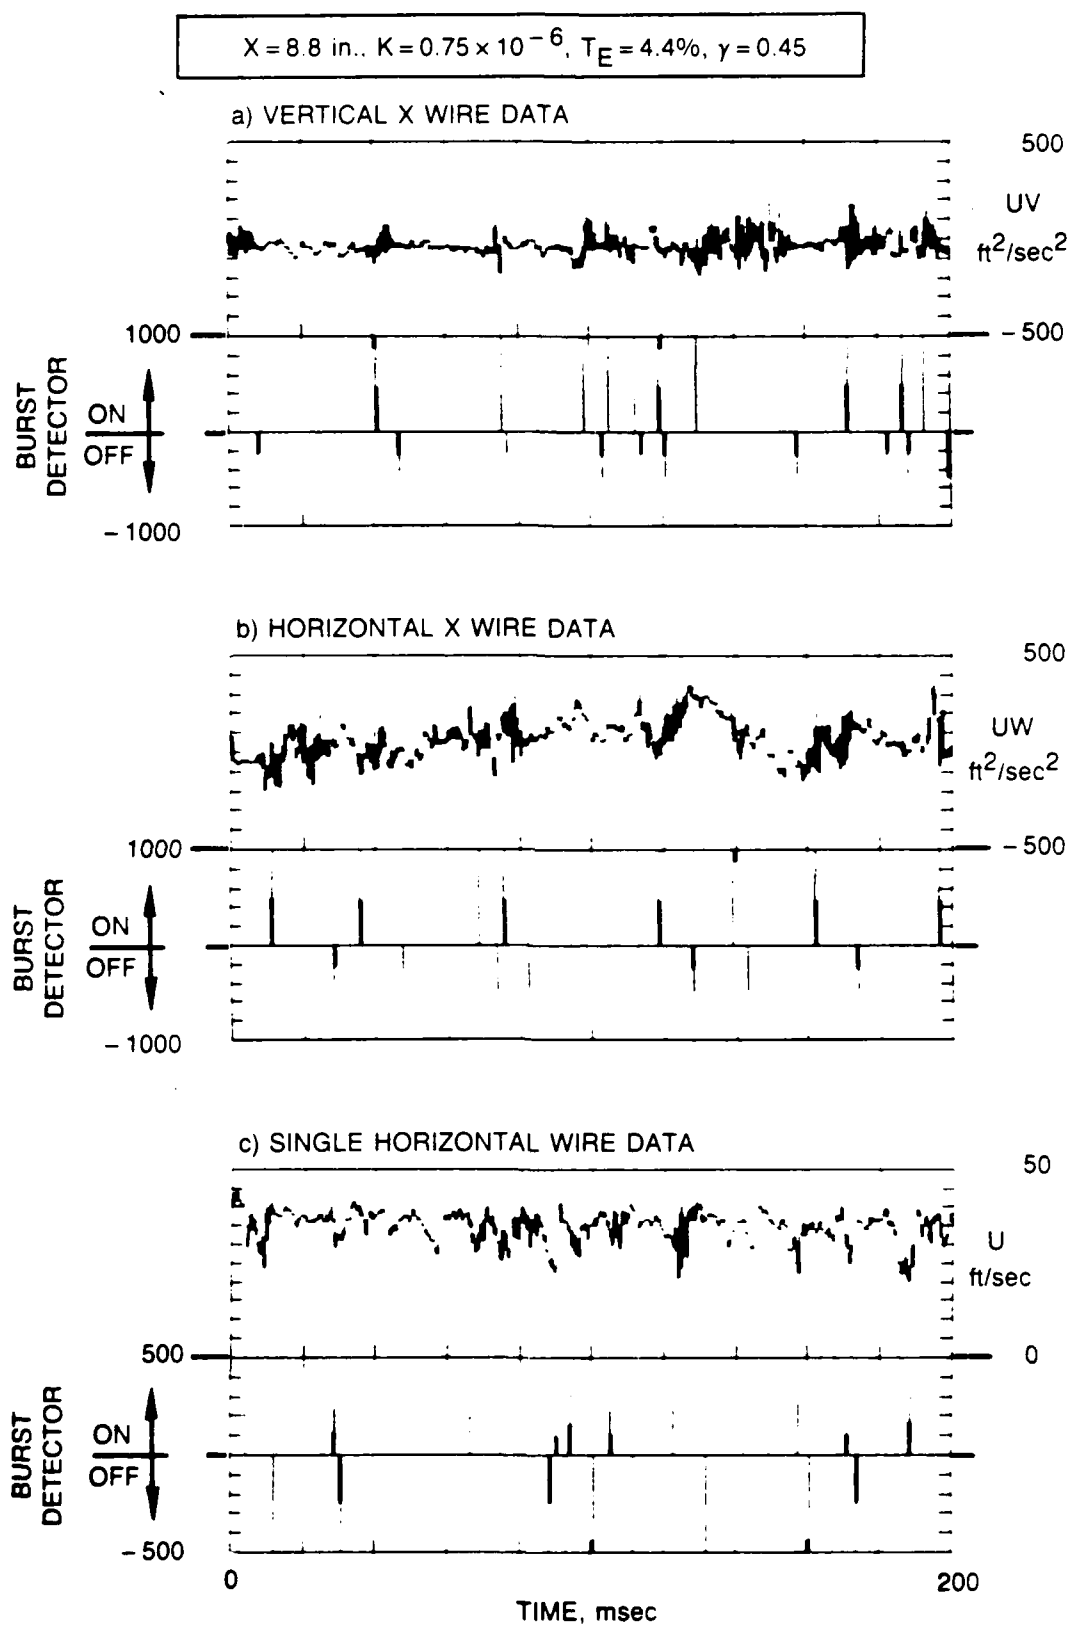 X = 8.8 in., K = 0.75 × 10⁻⁶, T_E = 4.4%, γ = 0.45
a) VERTICAL X WIRE DATA
500
UV
ft²/sec²
1000
-500
BURST
DETECTOR
ON
OFF
-1000
b) HORIZONTAL X WIRE DATA
500
UW
ft²/sec²
1000
-500
BURST
DETECTOR
ON
OFF
-1000
c) SINGLE HORIZONTAL WIRE DATA
50
U
ft/sec
500
0
BURST
DETECTOR
ON
OFF
-500
0
200
TIME, msec